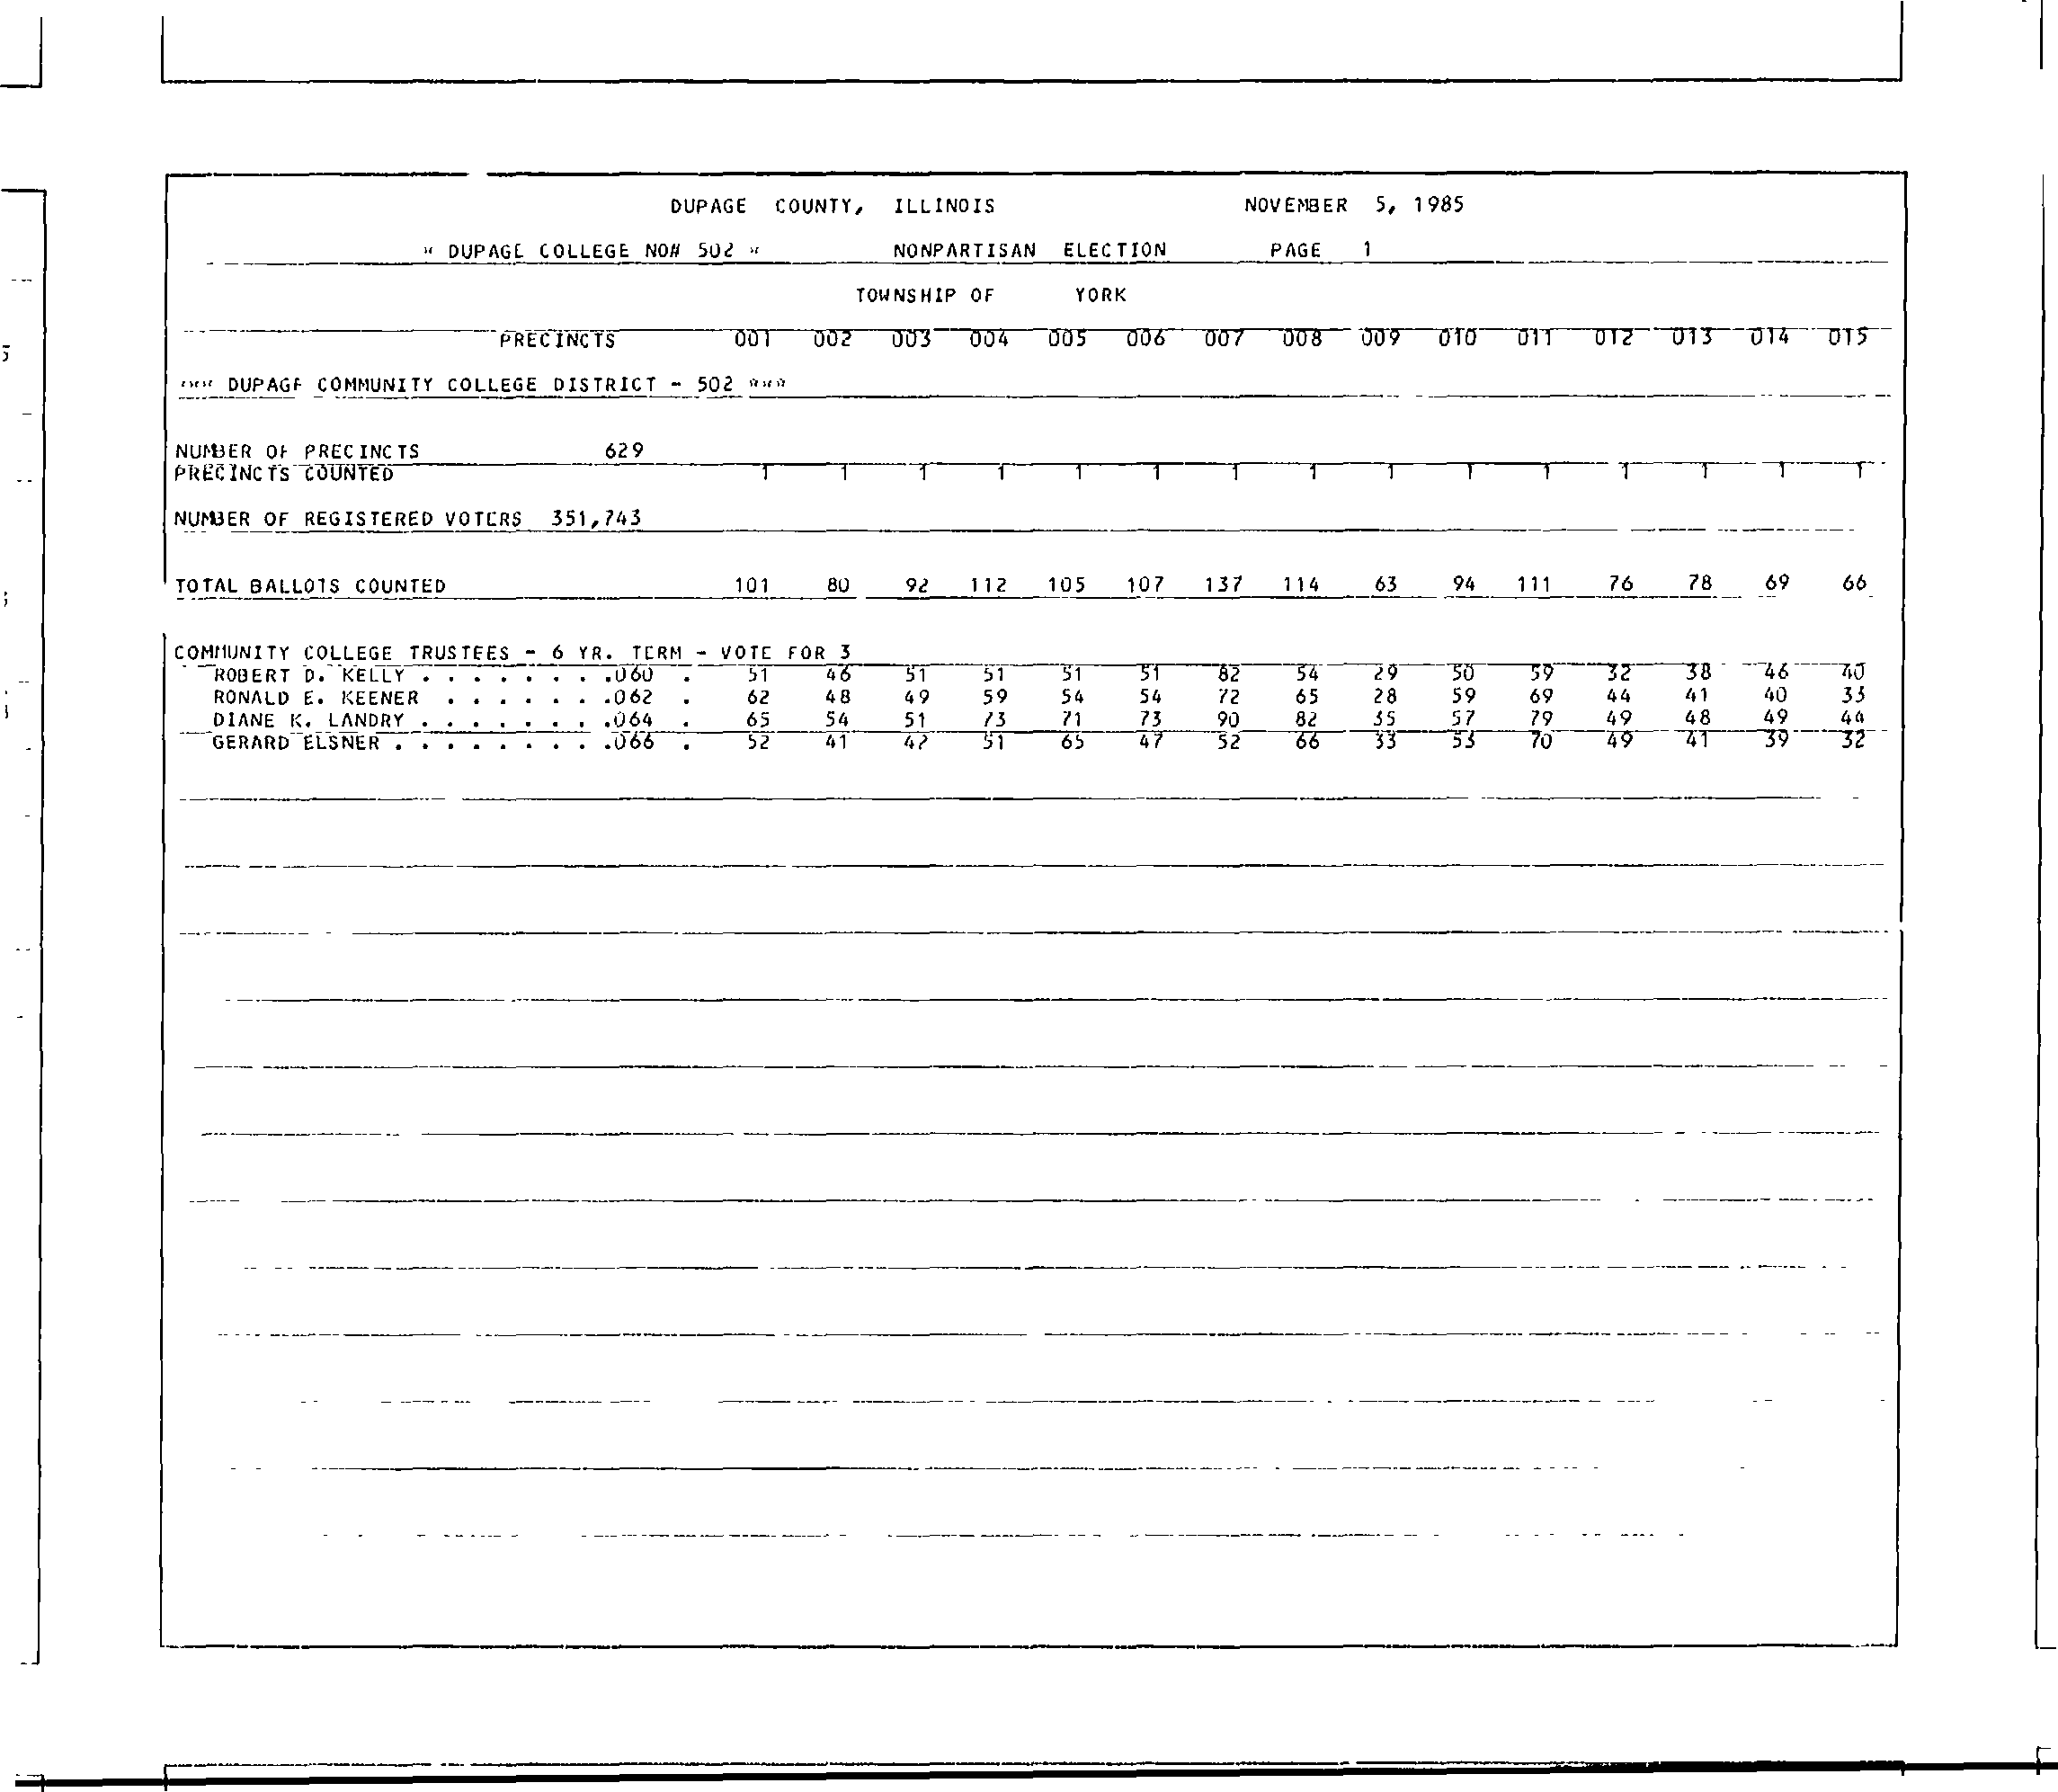 DUPAGE COUNTY, ILLINOIS NOVEMBER 5, 1985
* DUPAGE COLLEGE NO# 502 * NONPARTISAN ELECTION PAGE 1
TOWNSHIP OF YORK
PRECINCTS 001 002 003 004 005 006 007 008 009 010 011 012 013 014 015
*** DUPAGE COMMUNITY COLLEGE DISTRICT - 502 ***
NUMBER OF PRECINCTS 629
PRECINCTS COUNTED 1 1 1 1 1 1 1 1 1 1 1 1 1 1 1
NUMBER OF REGISTERED VOTERS 351,743
TOTAL BALLOTS COUNTED 101 80 92 112 105 107 137 114 63 94 111 76 78 69 66
COMMUNITY COLLEGE TRUSTEES - 6 YR. TERM - VOTE FOR 3
ROBERT D. KELLY . . . . . . . .060 . 51 46 51 51 51 51 82 54 29 50 59 32 38 46 40
RONALD E. KEENER . . . . . . .062 . 62 48 49 59 54 54 72 65 28 59 69 44 41 40 33
DIANE K. LANDRY . . . . . . . .064 . 65 54 51 73 71 73 90 82 35 57 79 49 48 49 44
GERARD ELSNER . . . . . . . . .066 . 52 41 42 51 65 47 52 66 33 53 70 49 41 39 32